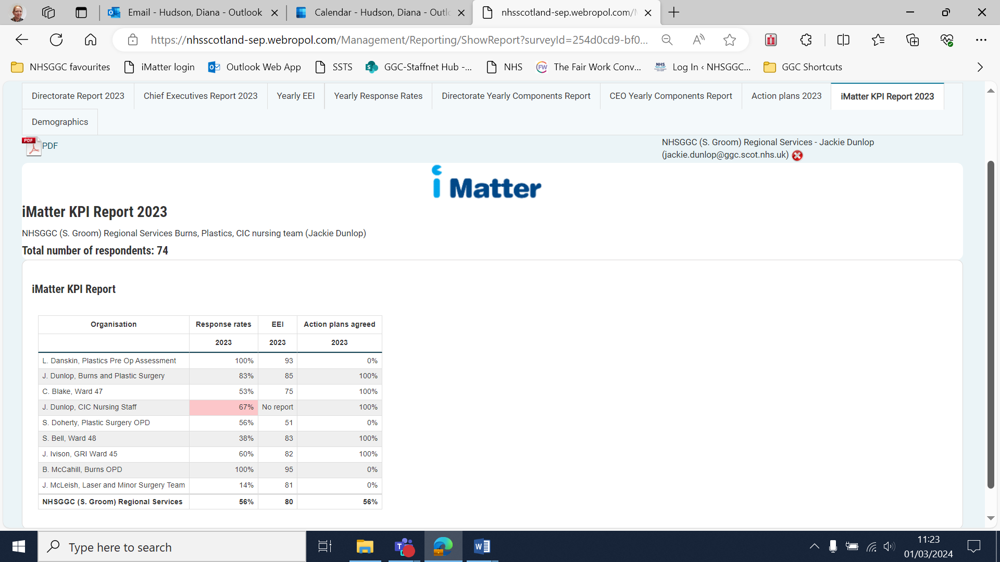 Email - Hudson, Diana - Outlook
Calendar - Hudson, Diana - Outlo
nhsscotland-sep.webropol.com/
https://nhsscotland-sep.webropol.com/Management/Reporting/ShowReport?surveyId=254d0cd9-bf0...
NHSGGC favourites
iMatter login
Outlook Web App
SSTS
GGC-Staffnet Hub -...
NHS
FW
The Fair Work Conv...
NHS
Log In ‹ NHSGGC...
GGC Shortcuts
Directorate Report 2023
Chief Executives Report 2023
Yearly EEI
Yearly Response Rates
Directorate Yearly Components Report
CEO Yearly Components Report
Action plans 2023
iMatter KPI Report 2023
Demographics
PDF
PDF
NHSGGC (S. Groom) Regional Services - Jackie Dunlop
(jackie.dunlop@ggc.scot.nhs.uk)
i Matter
iMatter KPI Report 2023
NHSGGC (S. Groom) Regional Services Burns, Plastics, CIC nursing team (Jackie Dunlop)
Total number of respondents: 74
iMatter KPI Report
Organisation Response rates EEI Action plans agreed
2023 2023 2023
L. Danskin, Plastics Pre Op Assessment 100% 93 0%
J. Dunlop, Burns and Plastic Surgery 83% 85 100%
C. Blake, Ward 47 53% 75 100%
J. Dunlop, CIC Nursing Staff 67% No report 100%
S. Doherty, Plastic Surgery OPD 56% 51 0%
S. Bell, Ward 48 38% 83 100%
J. Ivison, GRI Ward 45 60% 82 100%
B. McCahill, Burns OPD 100% 95 0%
J. McLeish, Laser and Minor Surgery Team 14% 81 0%
NHSGGC (S. Groom) Regional Services 56% 80 56%
Type here to search
11:23
01/03/2024